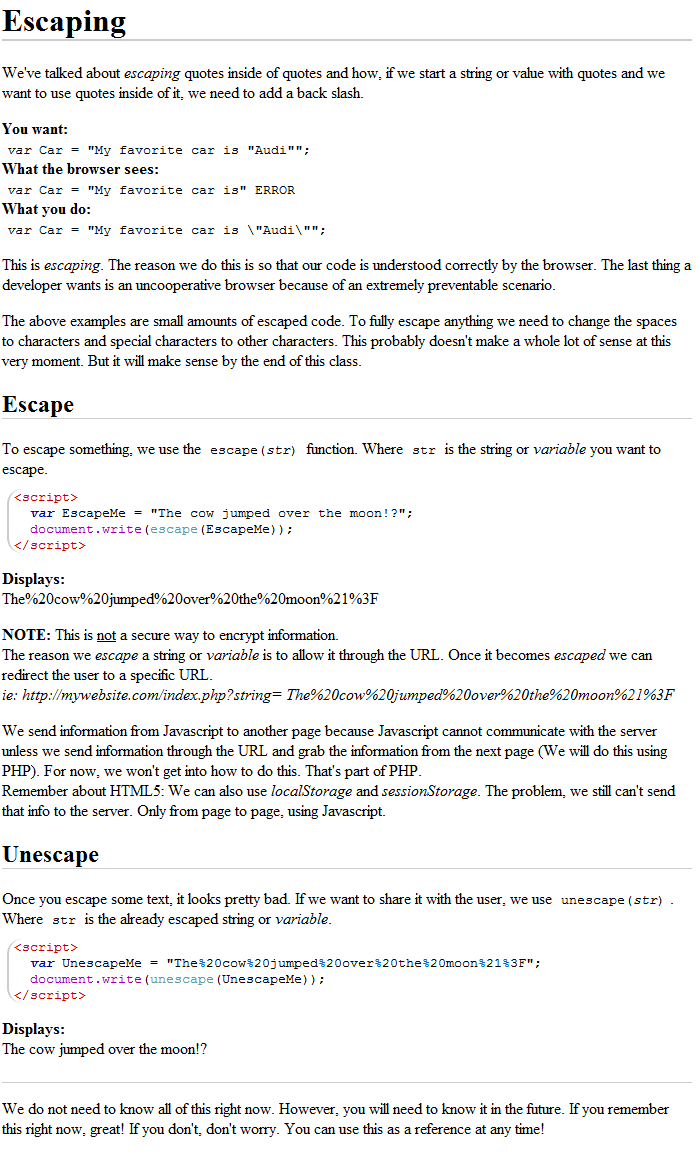 Escaping
We've talked about escaping quotes inside of quotes and how, if we start a string or value with quotes and we
want to use quotes inside of it, we need to add a back slash.
You want:
var Car = "My favorite car is "Audi"";
What the browser sees:
var Car = "My favorite car is" ERROR
What you do:
var Car = "My favorite car is \"Audi\"";
This is escaping. The reason we do this is so that our code is understood correctly by the browser. The last thing a
developer wants is an uncooperative browser because of an extremely preventable scenario.
The above examples are small amounts of escaped code. To fully escape anything we need to change the spaces
to characters and special characters to other characters. This probably doesn't make a whole lot of sense at this
very moment. But it will make sense by the end of this class.
Escape
To escape something, we use the escape(str) function. Where str is the string or variable you want to
escape.
<script>
var EscapeMe = "The cow jumped over the moon!?";
document.write(escape(EscapeMe));
</script>
Displays:
The%20cow%20jumped%20over%20the%20moon%21%3F
NOTE: This is not a secure way to encrypt information.
The reason we escape a string or variable is to allow it through the URL. Once it becomes escaped we can
redirect the user to a specific URL.
ie: http://mywebsite.com/index.php?string= The%20cow%20jumped%20over%20the%20moon%21%3F
We send information from Javascript to another page because Javascript cannot communicate with the server
unless we send information through the URL and grab the information from the next page (We will do this using
PHP). For now, we won't get into how to do this. That's part of PHP.
Remember about HTML5: We can also use localStorage and sessionStorage. The problem, we still can't send
that info to the server. Only from page to page, using Javascript.
Unescape
Once you escape some text, it looks pretty bad. If we want to share it with the user, we use unescape(str) .
Where str is the already escaped string or variable.
<script>
var UnescapeMe = "The%20cow%20jumped%20over%20the%20moon%21%3F";
document.write(unescape(UnescapeMe));
</script>
Displays:
The cow jumped over the moon!?
We do not need to know all of this right now. However, you will need to know it in the future. If you remember
this right now, great! If you don't, don't worry. You can use this as a reference at any time!